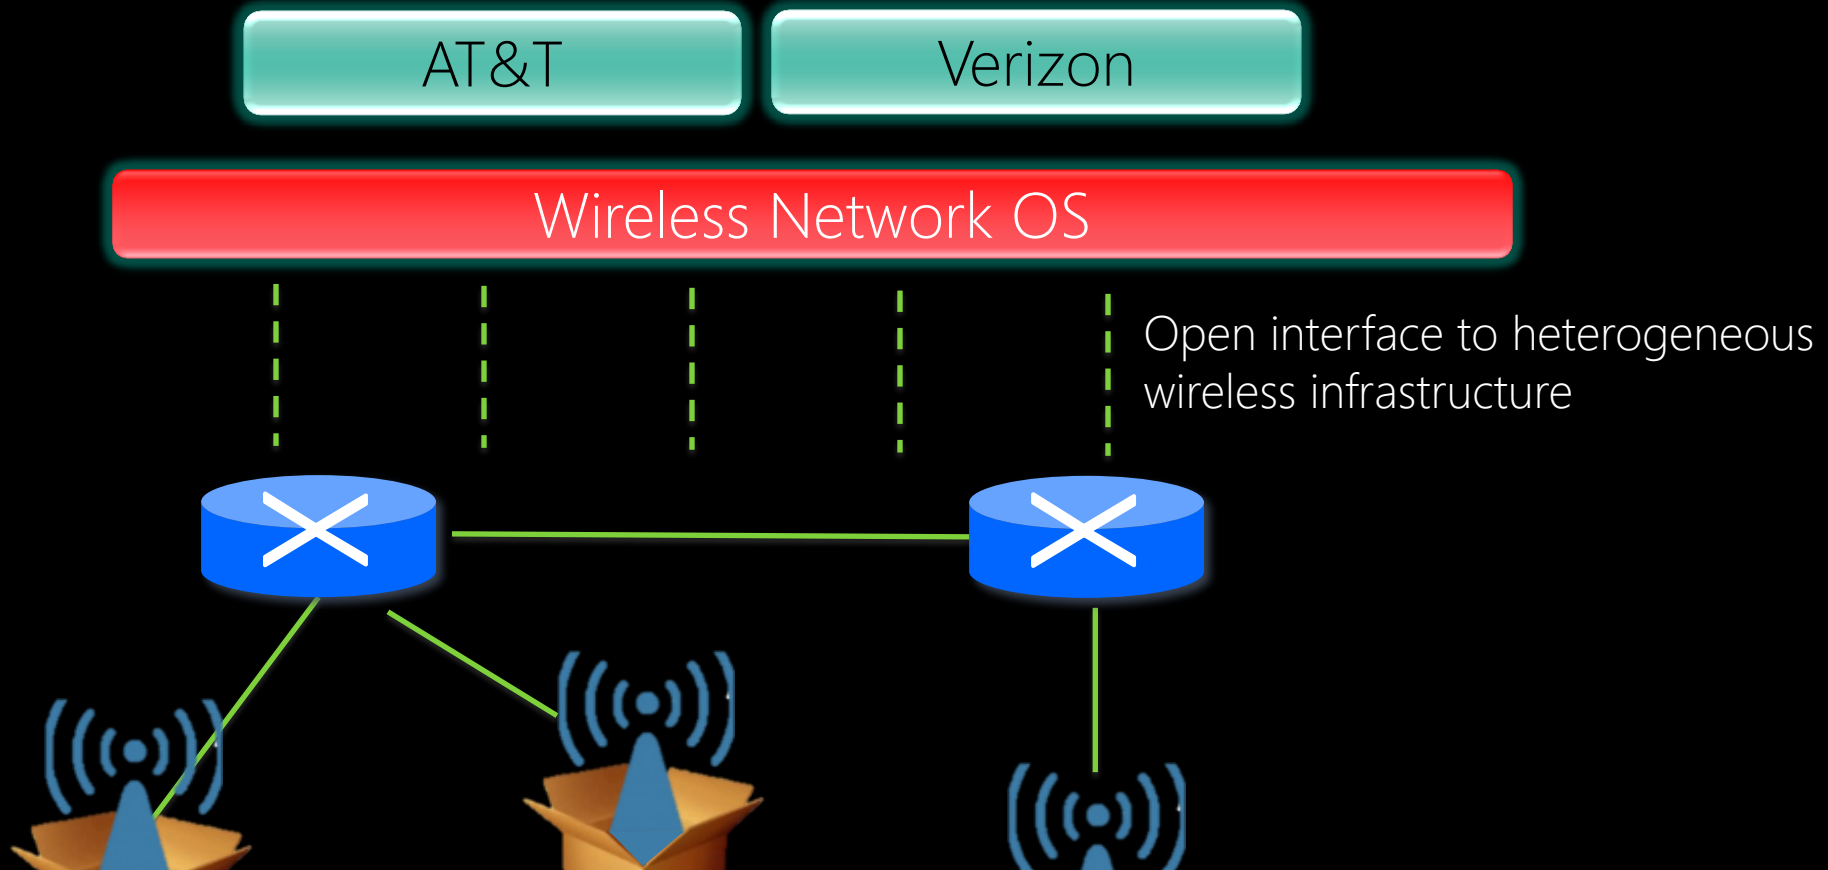 AT&T
Verizon
Wireless Network OS
Open interface to heterogeneous
wireless infrastructure